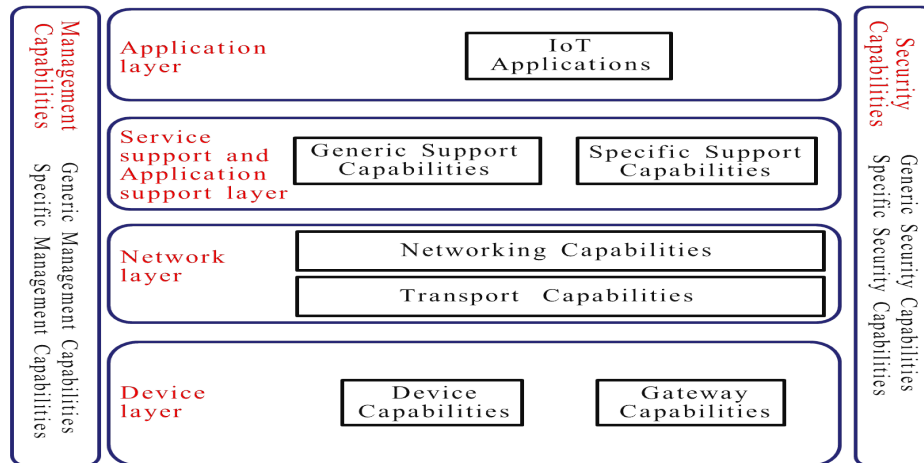 Management
Capabilities
Generic Management Capabilities
Specific Management Capabilities
Application
layer
IoT
Applications
Service
support and
Application
support layer
Generic Support
Capabilities
Specific Support
Capabilities
Network
layer
Networking Capabilities
Transport Capabilities
Device
layer
Device
Capabilities
Gateway
Capabilities
Security
Capabilities
Generic Security Capabilities
Specific Security Capabilities